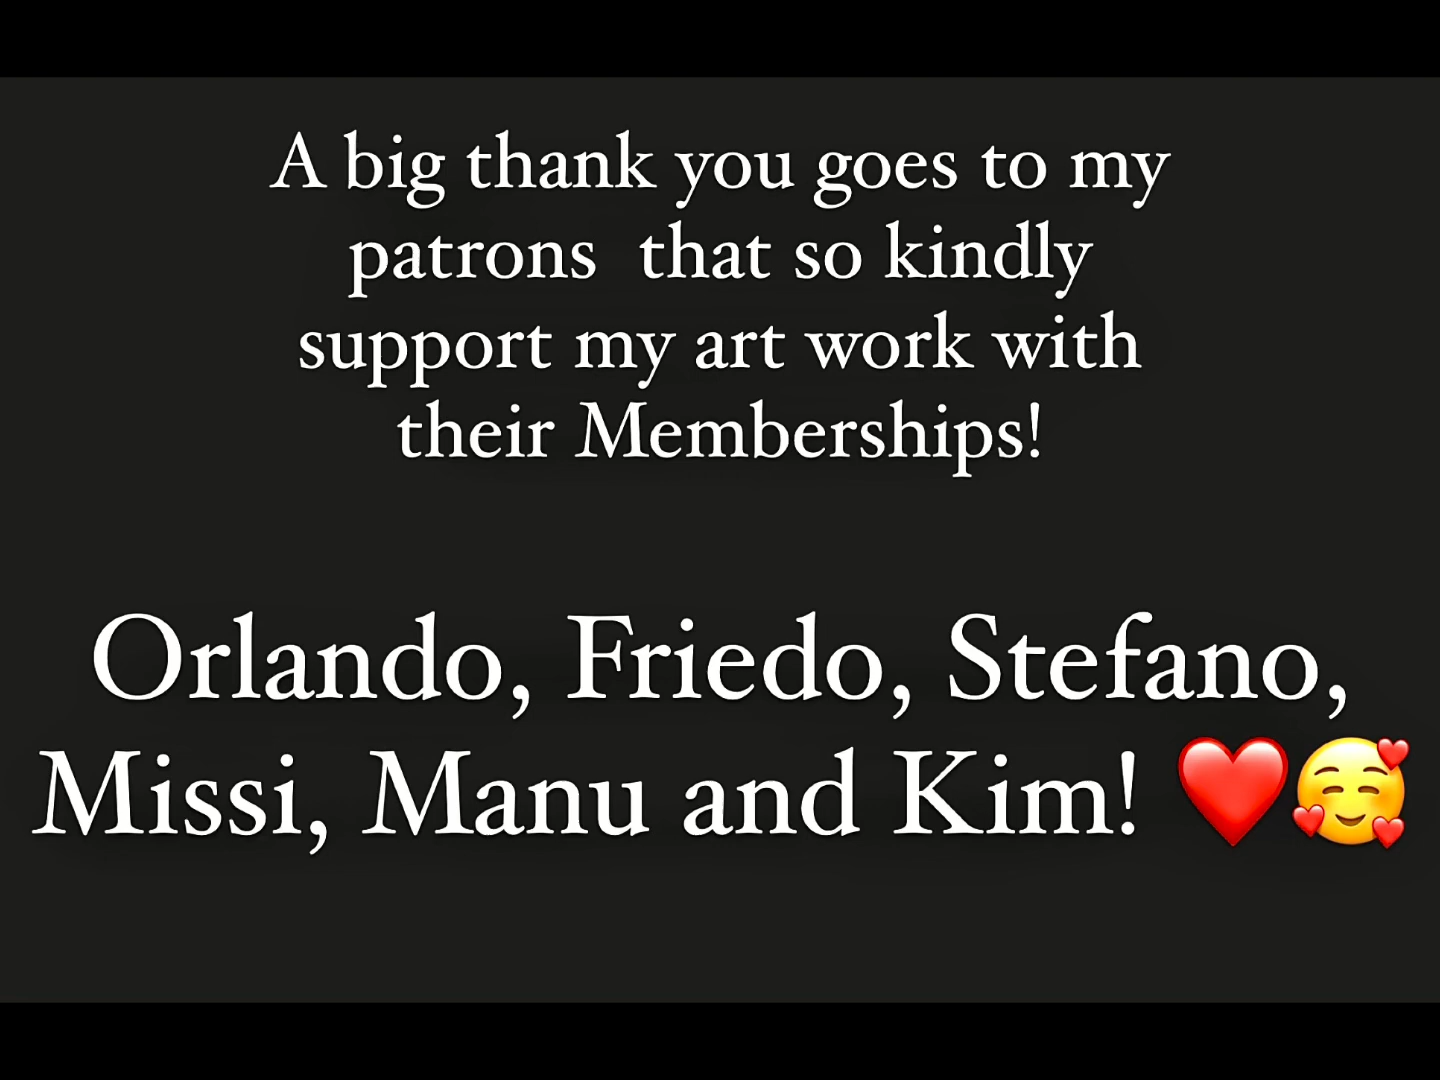 A big thank you goes to my
patrons  that so kindly
support my art work with
their Memberships!
Orlando, Friedo, Stefano,
Missi, Manu and Kim! ❤️🥰